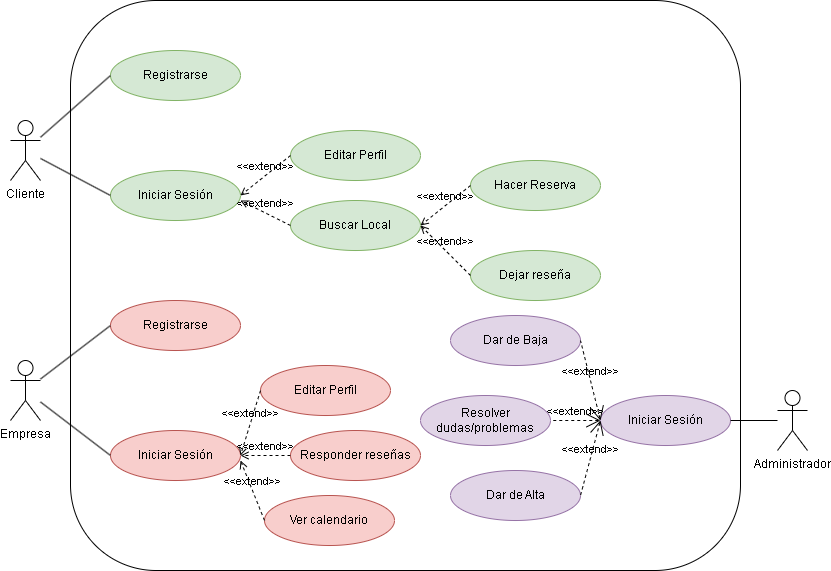 Registrarse
Cliente
Editar Perfil
<<extend>>
Iniciar Sesión
<<extend>>
Buscar Local
Hacer Reserva
<<extend>>
<<extend>>
Dejar reseña
Registrarse
Empresa
Editar Perfil
<<extend>>
Iniciar Sesión
<<extend>>
Responder reseñas
<<extend>>
Ver calendario
Dar de Baja
<<extend>>
Resolver
dudas/problemas
<<extend>>
Iniciar Sesión
<<extend>>
Dar de Alta
Administrador